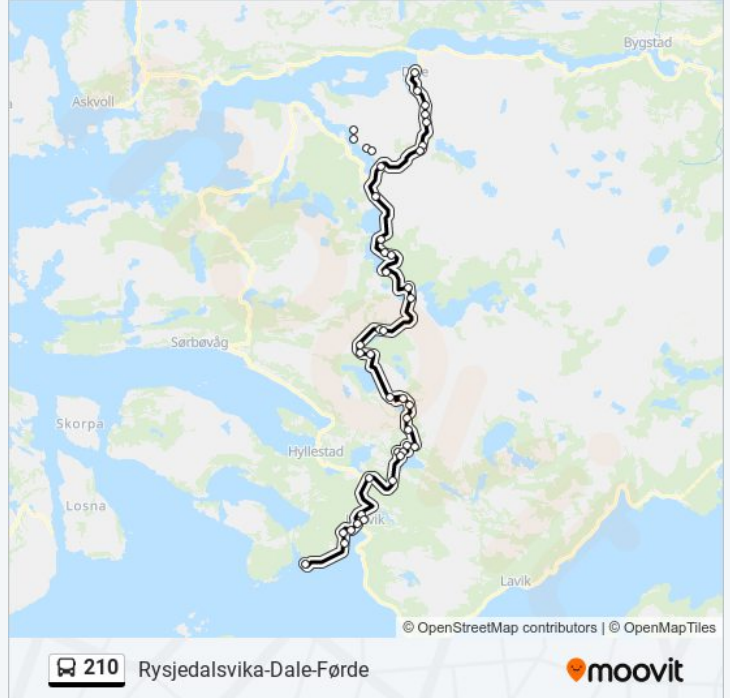 Bygstad
Askvoll
Sørbøvåg
Skorpa
Hyllestad
Losna
Lavik
© OpenStreetMap contributors | © OpenMapTiles
210 Rysjedalsvika-Dale-Førde
moovit